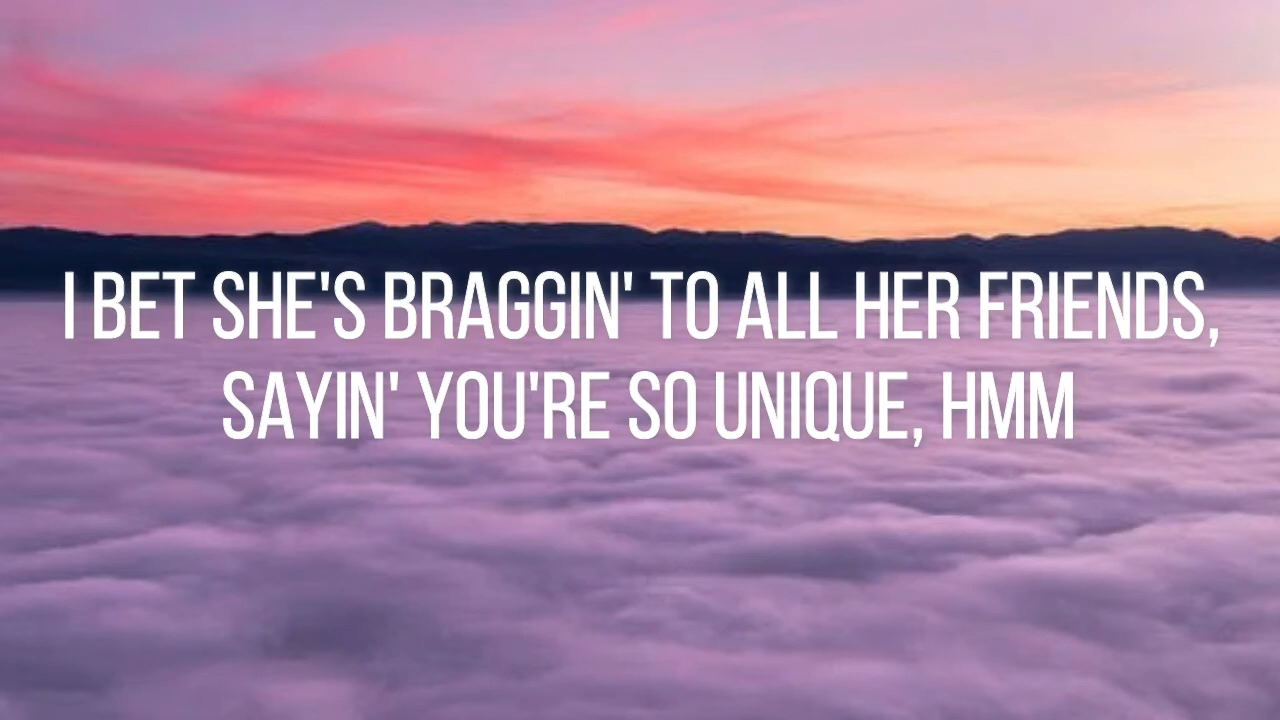 I BET SHE'S BRAGGIN' TO ALL HER FRIENDS,
SAYIN' YOU'RE SO UNIQUE, HMM